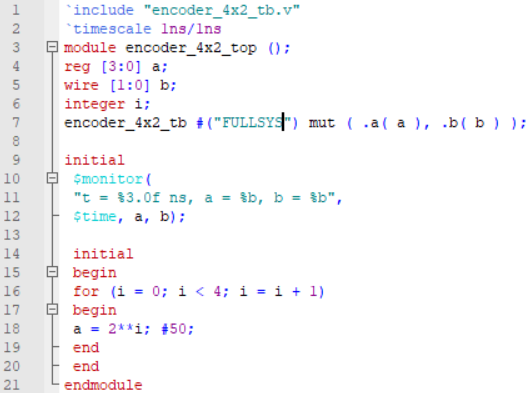 1 `include "encoder_4x2_tb.v"
2 `timescale 1ns/1ns
3 module encoder_4x2_top ();
4 reg [3:0] a;
5 wire [1:0] b;
6 integer i;
7 encoder_4x2_tb #("FULLSYS") mut ( .a( a ), .b( b ) );
8
9 initial
10 $monitor(
11 "t = %3.0f ns, a = %b, b = %b",
12 $time, a, b);
13
14 initial
15 begin
16 for (i = 0; i < 4; i = i + 1)
17 begin
18 a = 2**i; #50;
19 end
20 end
21 endmodule